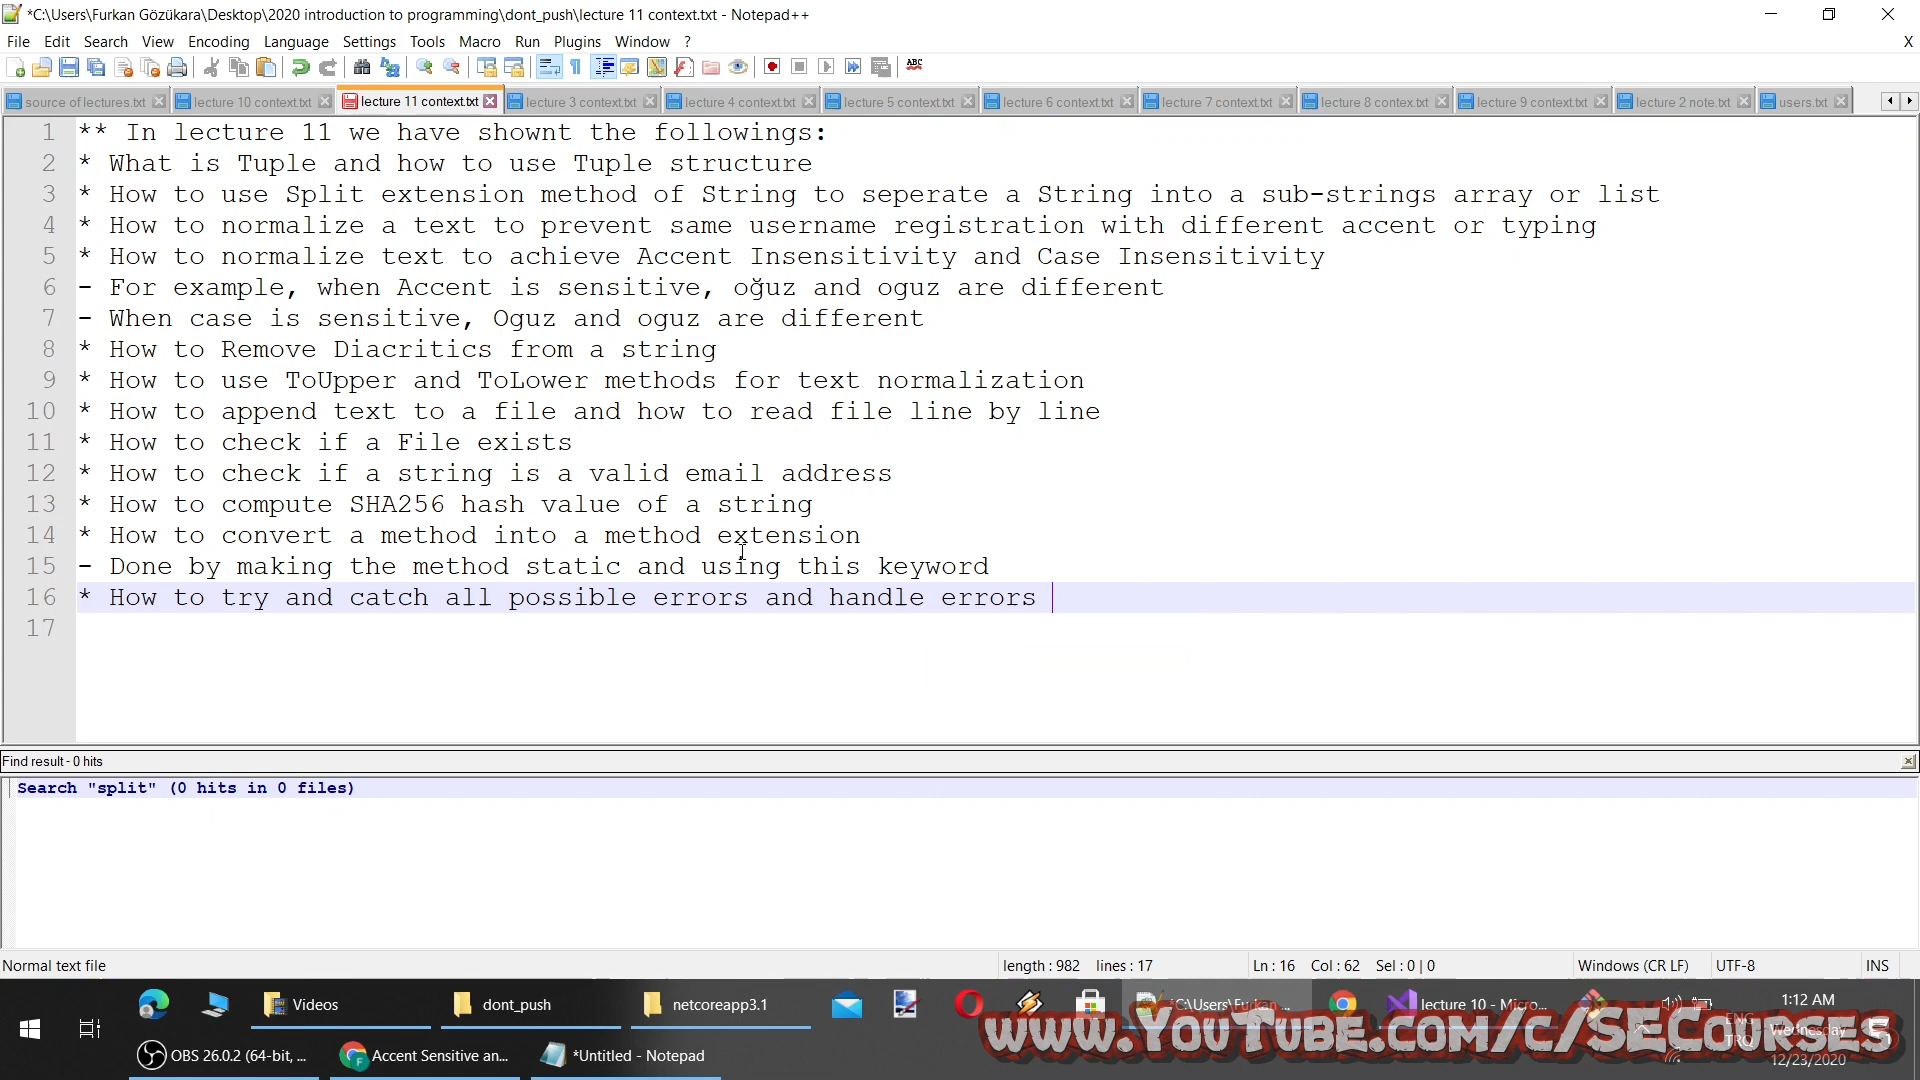 *C:\Users\Furkan Gözükara\Desktop\2020 introduction to programming\dont_push\lecture 11 context.txt - Notepad++
File Edit Search View Encoding Language Settings Tools Macro Run Plugins Window ? X
source of lectures.txt lecture 10 context.txt lecture 11 context.txt lecture 3 context.txt lecture 4 context.txt lecture 5 context.txt lecture 6 context.txt lecture 7 context.txt lecture 8 contex.txt lecture 9 context.txt lecture 2 note.txt users.txt
1 ** In lecture 11 we have shownt the followings:
2 * What is Tuple and how to use Tuple structure
3 * How to use Split extension method of String to seperate a String into a sub-strings array or list
4 * How to normalize a text to prevent same username registration with different accent or typing
5 * How to normalize text to achieve Accent Insensitivity and Case Insensitivity
6 - For example, when Accent is sensitive, oğuz and oguz are different
7 - When case is sensitive, Oguz and oguz are different
8 * How to Remove Diacritics from a string
9 * How to use ToUpper and ToLower methods for text normalization
10 * How to append text to a file and how to read file line by line
11 * How to check if a File exists
12 * How to check if a string is a valid email address
13 * How to compute SHA256 hash value of a string
14 * How to convert a method into a method extension
15 - Done by making the method static and using this keyword
16 * How to try and catch all possible errors and handle errors
17
Find result - 0 hits
Search "split" (0 hits in 0 files)
Normal text file length : 982 lines : 17 Ln : 16 Col : 62 Sel : 0 | 0 Windows (CR LF) UTF-8 INS
Videos dont_push netcoreapp3.1 *C:\Users\Furkan ... lecture 10 - Micro... 1:12 AM
ENG Wednesday
www.YouTube.com/c/SECourses
TRQ 12/23/2020
OBS 26.0.2 (64-bit, ... Accent Sensitive an... *Untitled - Notepad